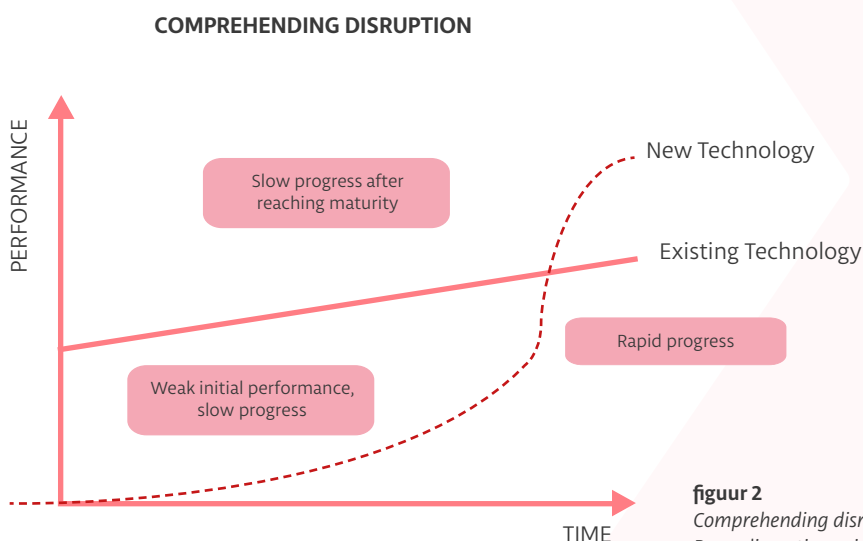 COMPREHENDING DISRUPTION
PERFORMANCE
New Technology
Slow progress after
reaching maturity
Existing Technology
Rapid progress
Weak initial performance,
slow progress
figuur 2
Comprehending
TIME